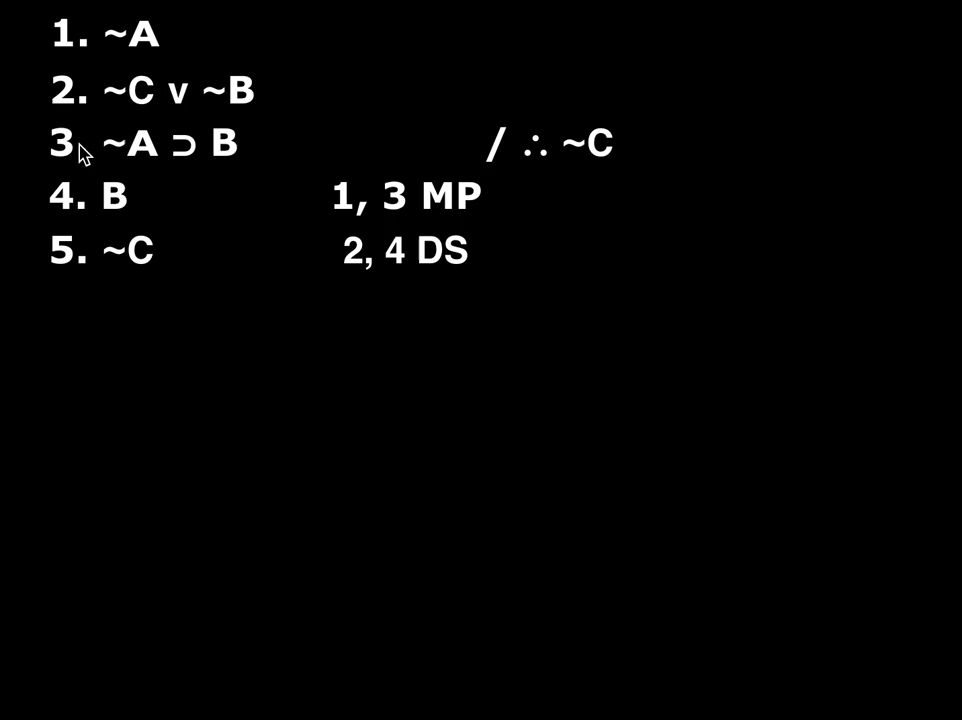 1. ~A
2. ~C v ~B
3. ~A ⊃ B / ∴ ~C
4. B 1, 3 MP
5. ~C 2, 4 DS